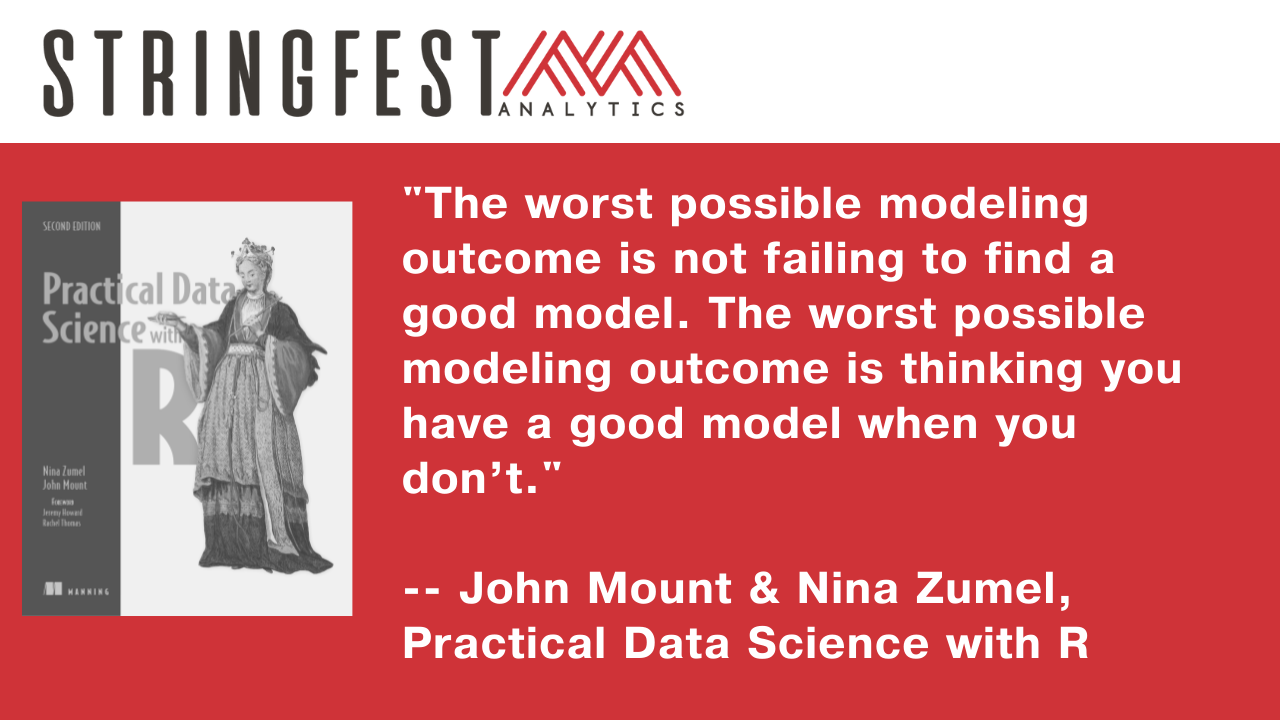 STRINGFEST
ANALYTICS
SECOND EDITION
Practical Data
Science with
R
Nina Zumel
John Mount
FOREWORD
Jeremy Howard
Rachel Thomas
MANNING
"The worst possible modeling
outcome is not failing to find a
good model. The worst possible
modeling outcome is thinking you
have a good model when you
don’t."
-- John Mount & Nina Zumel,
Practical Data Science with R